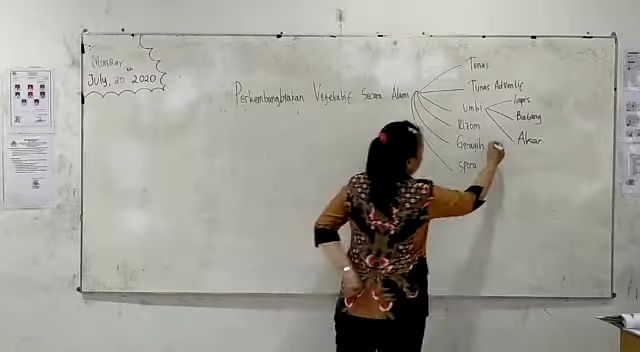 Monday
July, 20 2020
Perkembangbiakan Vegetatif Secara Alami
Tunas
Tunas Adventif
umbi
lapis
Batang
Akar
Rizom
Geragih
Spora